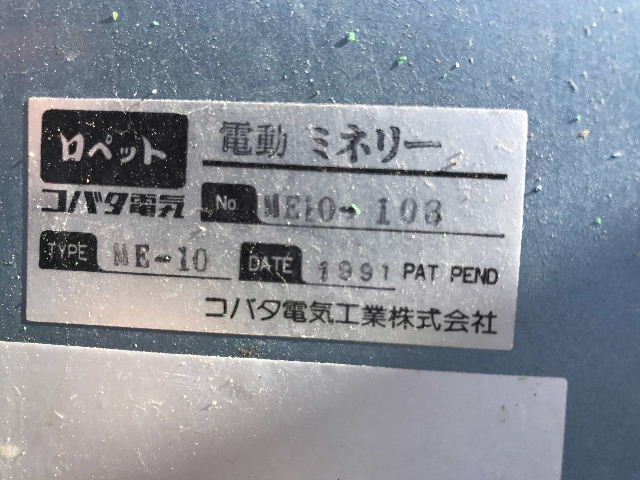 ロペット
電動 ミネリー
コバタ電気
No ME10-103
TYPE ME-10 DATE 1991 PAT PEND
コバタ電気工業株式会社